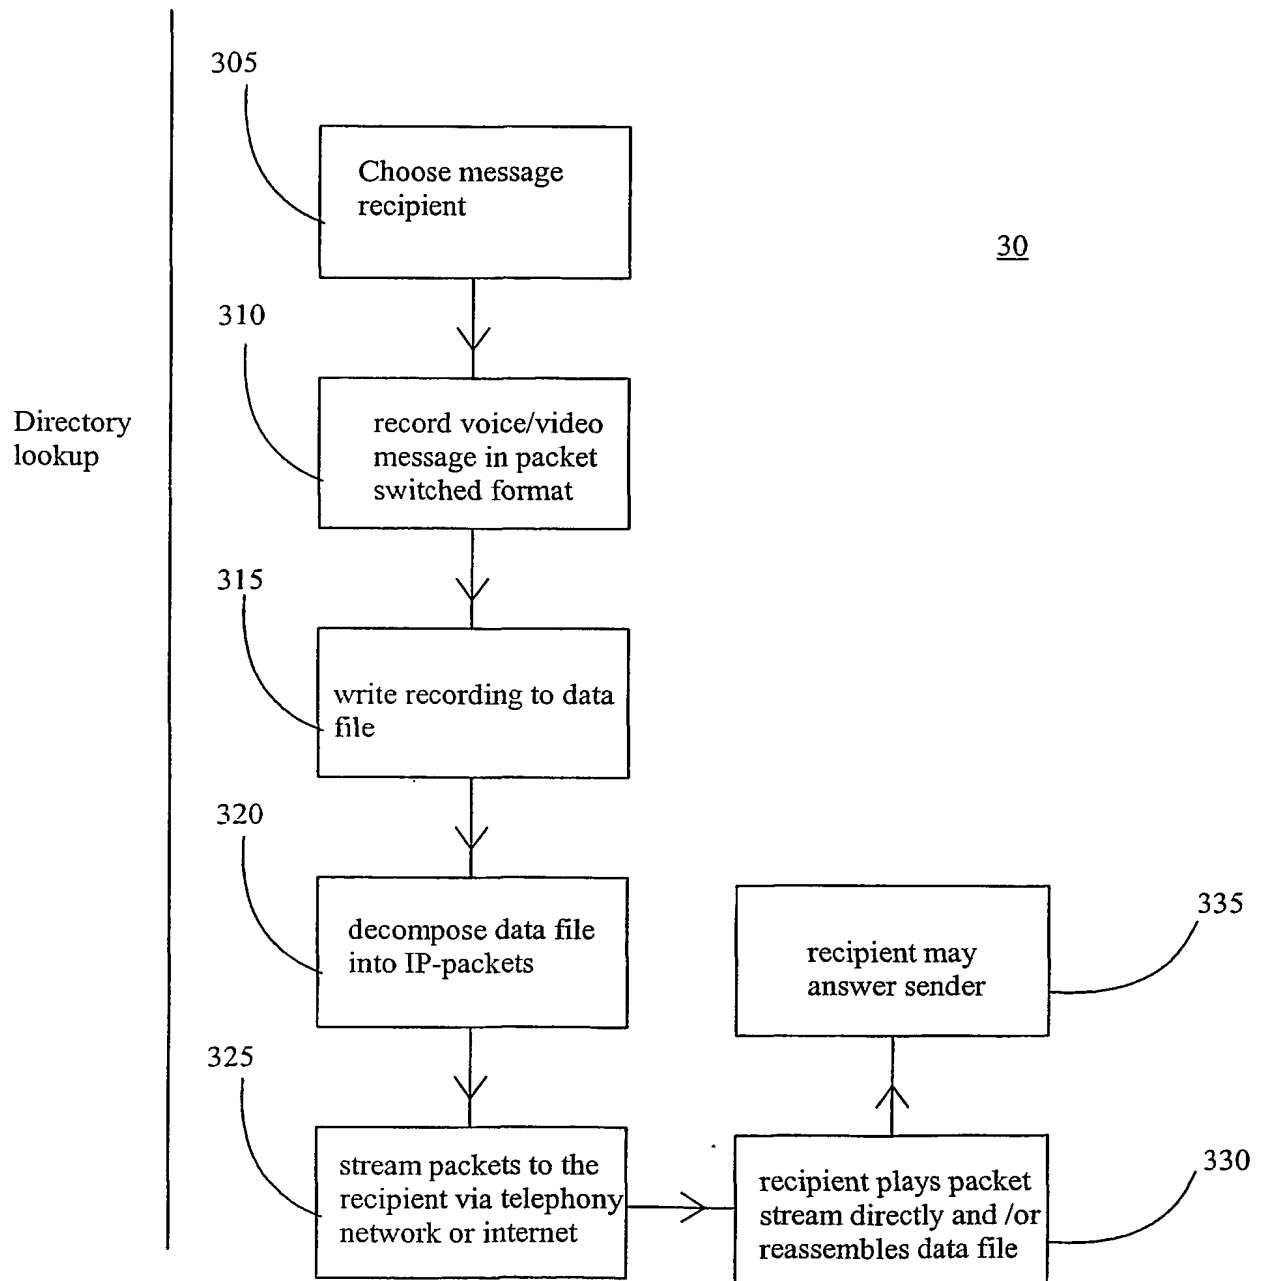 305
Choose message
recipient
30
310
Directory
lookup
record voice/video
message in packet
switched format
315
write recording to data
file
320
decompose data file
into IP-packets
335
recipient may
answer sender
325
stream packets to the
recipient via telephony
network or internet
330
recipient plays packet
stream directly and /or
reassembles data file